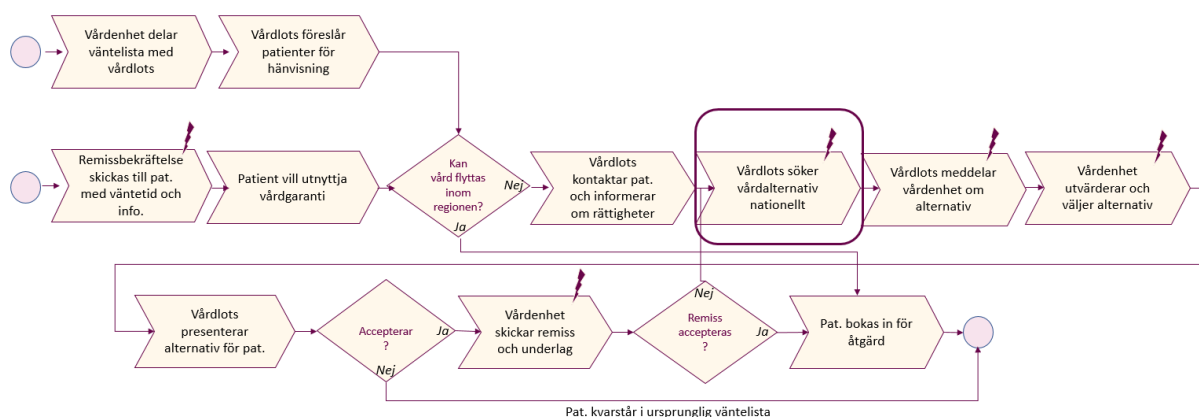 Vårdenhet delar
väntelista med
vårdlots
Vårdlots föreslår
patienter för
hänvisning
Remissbekräftelse
skickas till pat.
med väntetid och
info.
Patient vill utnyttja
vårdgaranti
Kan
vård flyttas
inom
regionen?
Nej
Ja
Vårdlots
kontaktar pat.
och informerar
om rättigheter
Vårdlots söker
vårdalternativ
nationellt
Vårdlots meddelar
vårdenhet om
alternativ
Vårdenhet
utvärderar och
väljer alternativ
Vårdlots
presenterar
alternativ för pat.
Accepterar
?
Ja
Nej
Vårdenhet
skickar remiss
och underlag
Nej
Remiss
accepteras
?
Ja
Pat. bokas in för
åtgärd
Pat. kvarstår i ursprunglig väntelista